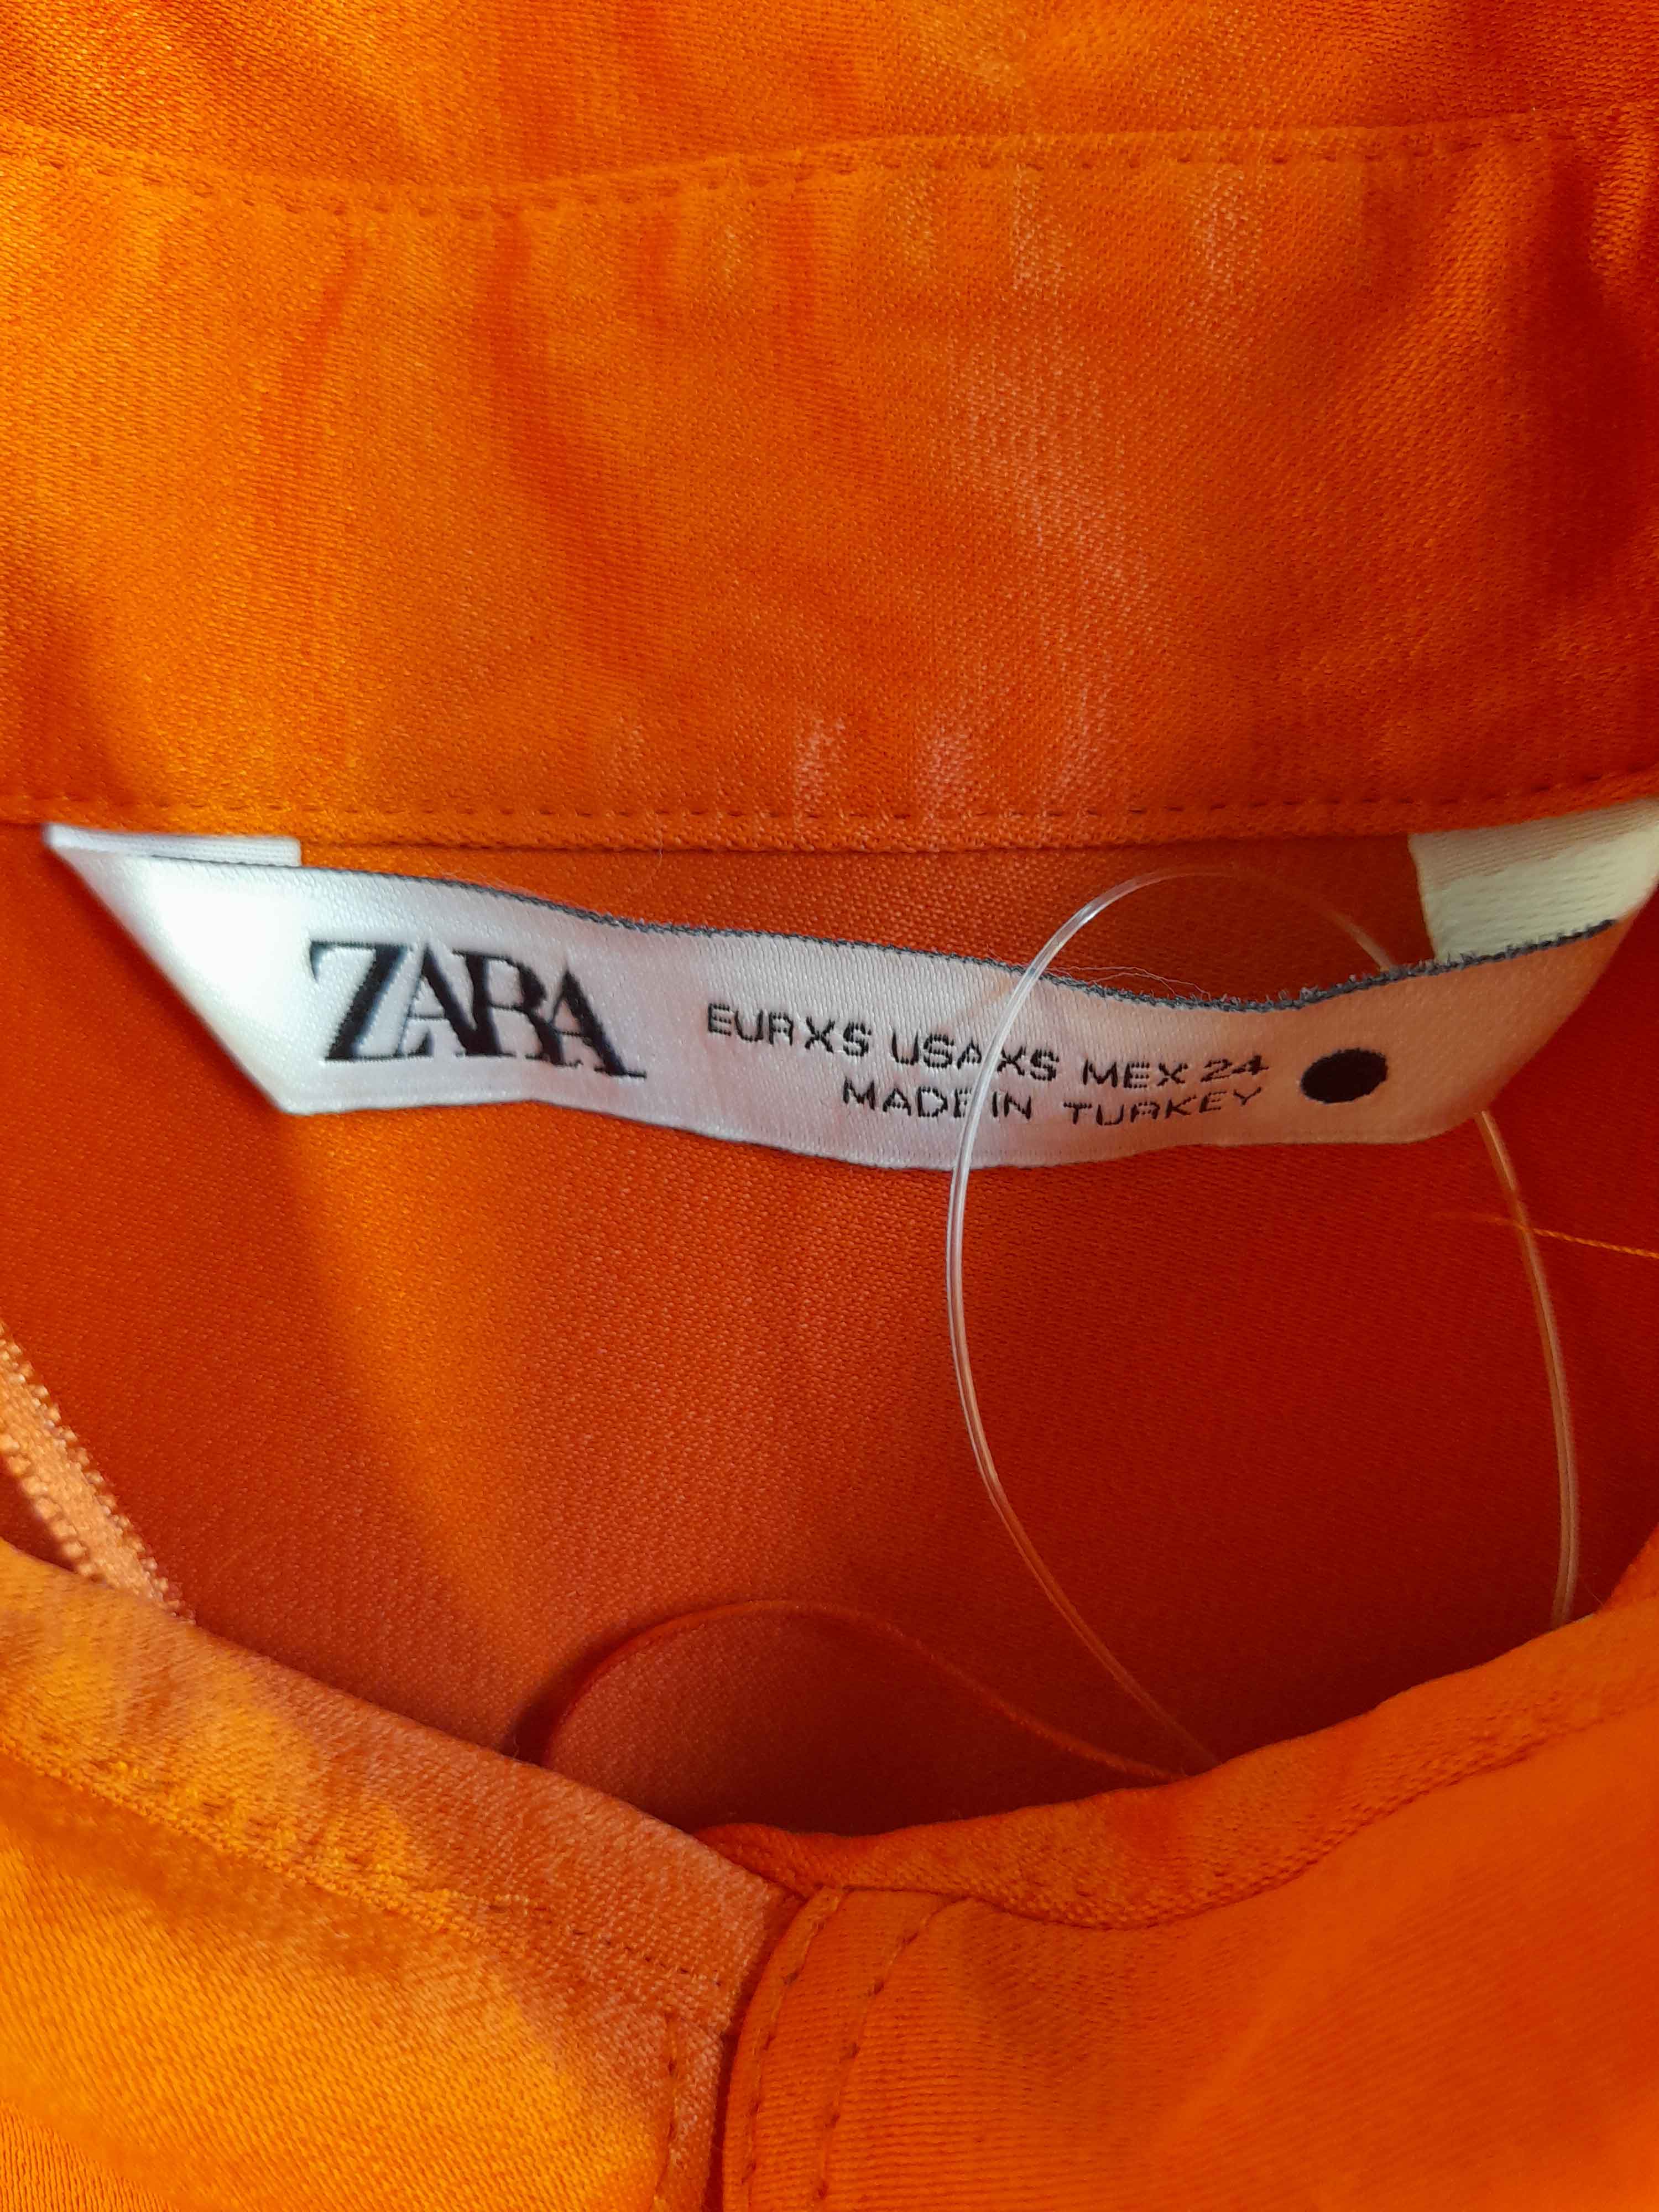 ZARA
EUR XS USA XS MEX 24
MADE IN TURKEY